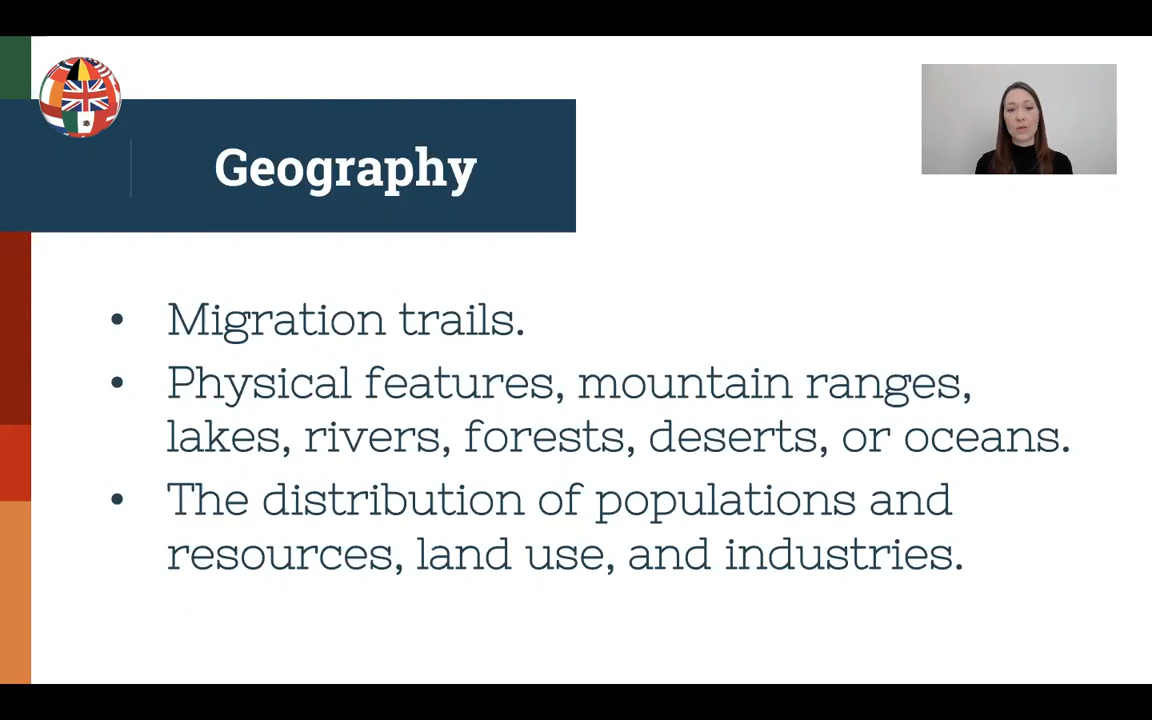 Geography
• Migration trails.
• Physical features, mountain ranges,
lakes, rivers, forests, deserts, or oceans.
• The distribution of populations and
resources, land use, and industries.